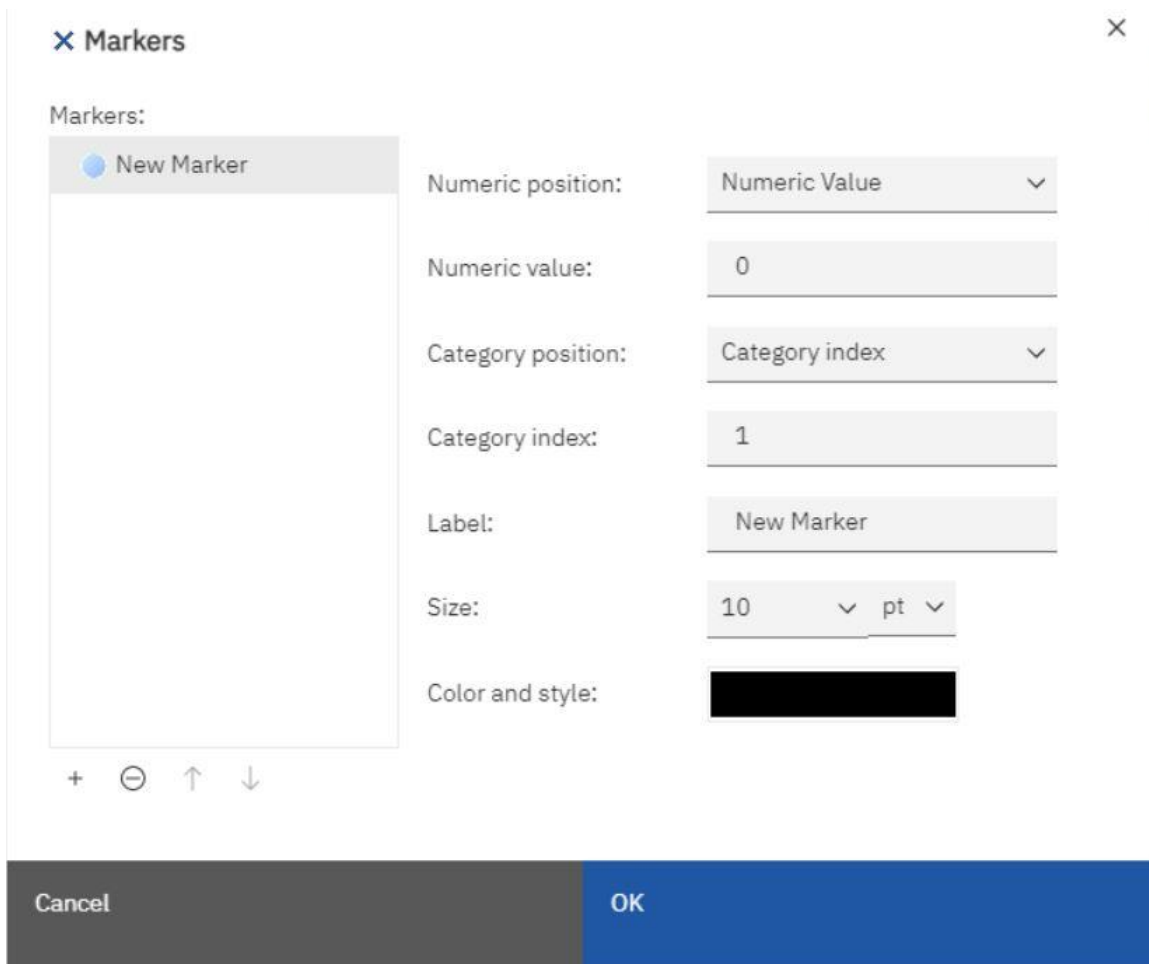 Markers
Markers:
New Marker
Numeric position: Numeric Value
Numeric value: 0
Category position: Category index
Category index: 1
Label: New Marker
Size: 10 pt
Color and style:
Cancel OK